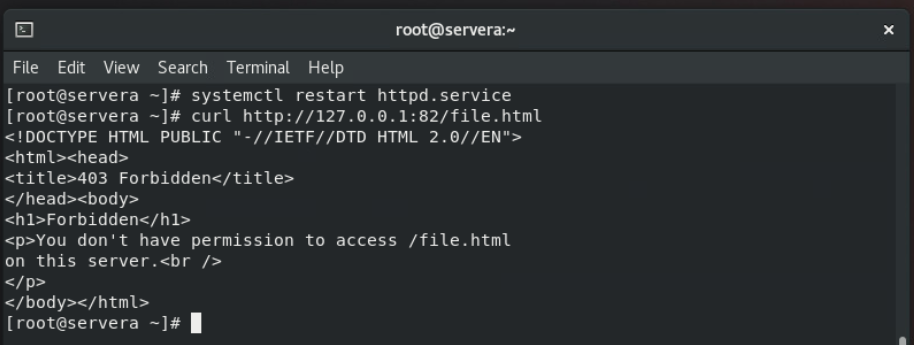 root@servera:~
File Edit View Search Terminal Help
[root@servera ~]# systemctl restart httpd.service
[root@servera ~]# curl http://127.0.0.1:82/file.html
<!DOCTYPE HTML PUBLIC "-//IETF//DTD HTML 2.0//EN">
<html><head>
<title>403 Forbidden</title>
</head><body>
<h1>Forbidden</h1>
<p>You don't have permission to access /file.html
on this server.<br />
</p>
</body></html>
[root@servera ~]#